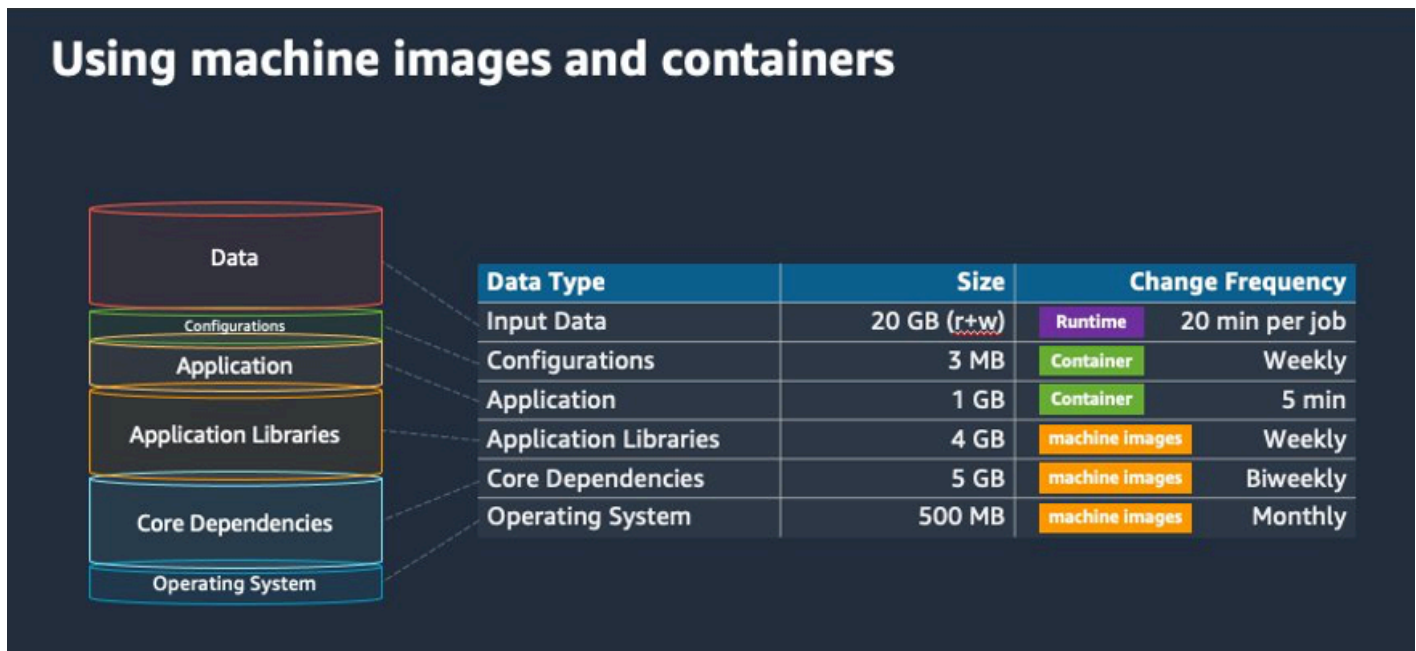 Using machine images and containers
Data
Configurations
Application
Application Libraries
Core Dependencies
Operating System
Data Type Size Change Frequency
Input Data 20 GB (r+w) Runtime 20 min per job
Configurations 3 MB Container Weekly
Application 1 GB Container 5 min
Application Libraries 4 GB machine images Weekly
Core Dependencies 5 GB machine images Biweekly
Operating System 500 MB machine images Monthly